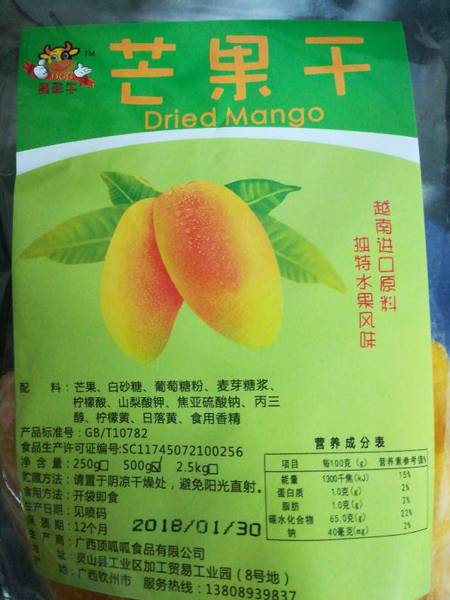 TM
DGG
芒果干
Dried Mango
越南进口原料
独特水果风味
配 料：芒果、白砂糖、葡萄糖粉、麦芽糖浆、
柠檬酸、山梨酸钾、焦亚硫酸钠、丙三
醇、柠檬黄、日落黄、食用香精
产品标准号：GB/T10782
食品生产许可证编号:SC11745072100256
净 含 量：250g□ 500g☑ 2.5kg□
贮藏方法：请置于阴凉干燥处，避免阳光直射。
食用方法：开袋即食
生产日期：见喷码
保 质 期：12个月
2018/01/30
生 产 商：广西顶呱呱食品有限公司
地 址：灵山县工业区加工贸易工业园（8号地）
产 地：广西钦州市 服务热线：13808939837
营养成分表
项目 每100克（g） 营养素参考值%
能量 1300千焦(kJ) 15%
蛋白质 1.0克(g) 2%
脂肪 1.0克(g) 2%
碳水化合物 65.0克(g) 22%
钠 40毫克(mg) 2%